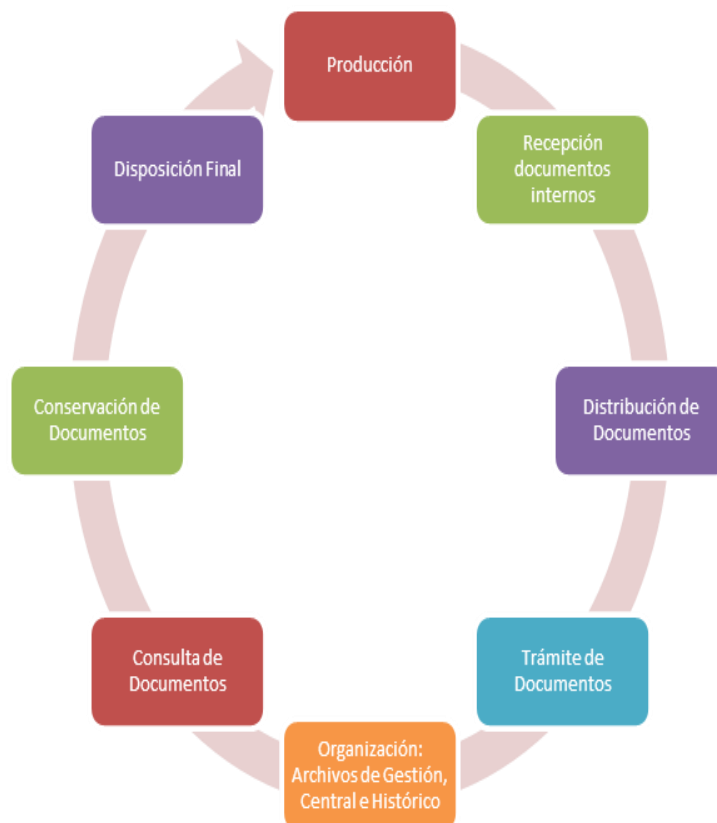 Producción
Recepción
documentos
internos
Distribución de
Documentos
Trámite de
Documentos
Organización:
Archivos de Gestión,
Central e Histórico
Consulta de
Documentos
Conservación de
Documentos
Disposición Final